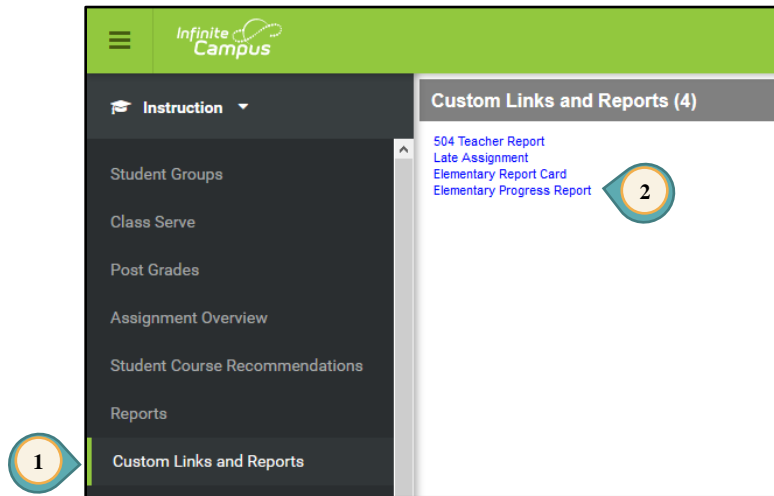 Infinite
Campus
Instruction
Custom Links and Reports (4)
504 Teacher Report
Late Assignment
Elementary Report Card
Elementary Progress Report
2
Student Groups
Class Serve
Post Grades
Assignment Overview
Student Course Recommendations
Reports
1
Custom Links and Reports